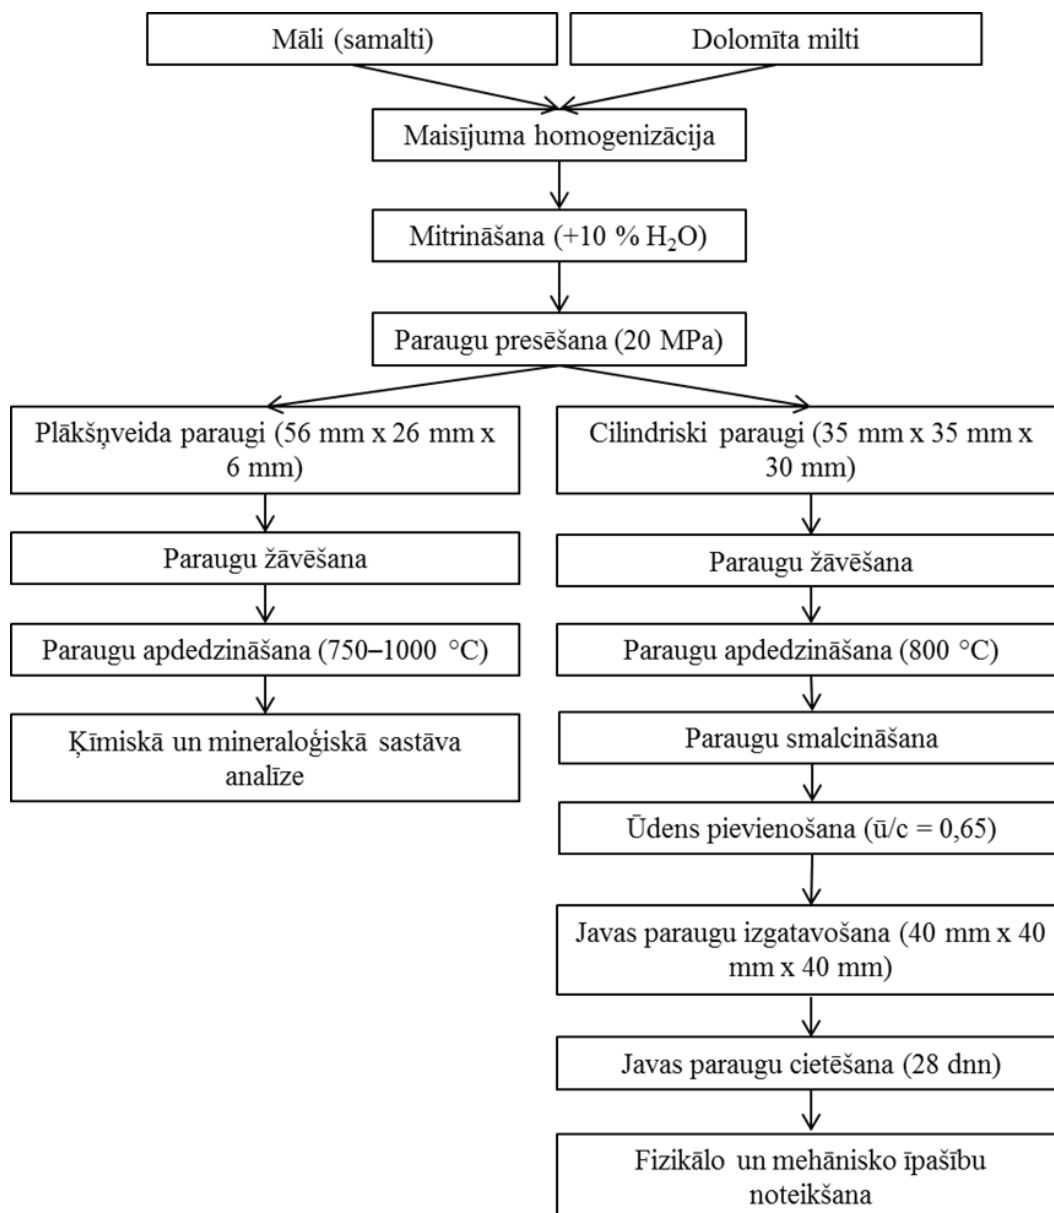 Māli (samalti)
Dolomīta milti
Maisījuma homogenizācija
Mitrināšana (+10 % H₂O)
Paraugu presēšana (20 MPa)
Plākšņveida paraugi (56 mm x 26 mm x
6 mm)
Paraugu žāvēšana
Paraugu apdedzināšana (750–1000 °C)
Ķīmiskā un mineraloģiskā sastāva
analīze
Cilindriski paraugi (35 mm x 35 mm x
30 mm)
Paraugu žāvēšana
Paraugu apdedzināšana (800 °C)
Paraugu smalcināšana
Ūdens pievienošana (ū/c = 0,65)
Javas paraugu izgatavošana (40 mm x 40
mm x 40 mm)
Javas paraugu cietēšana (28 dnn)
Fizikālo un mehānisko īpašību
noteikšana